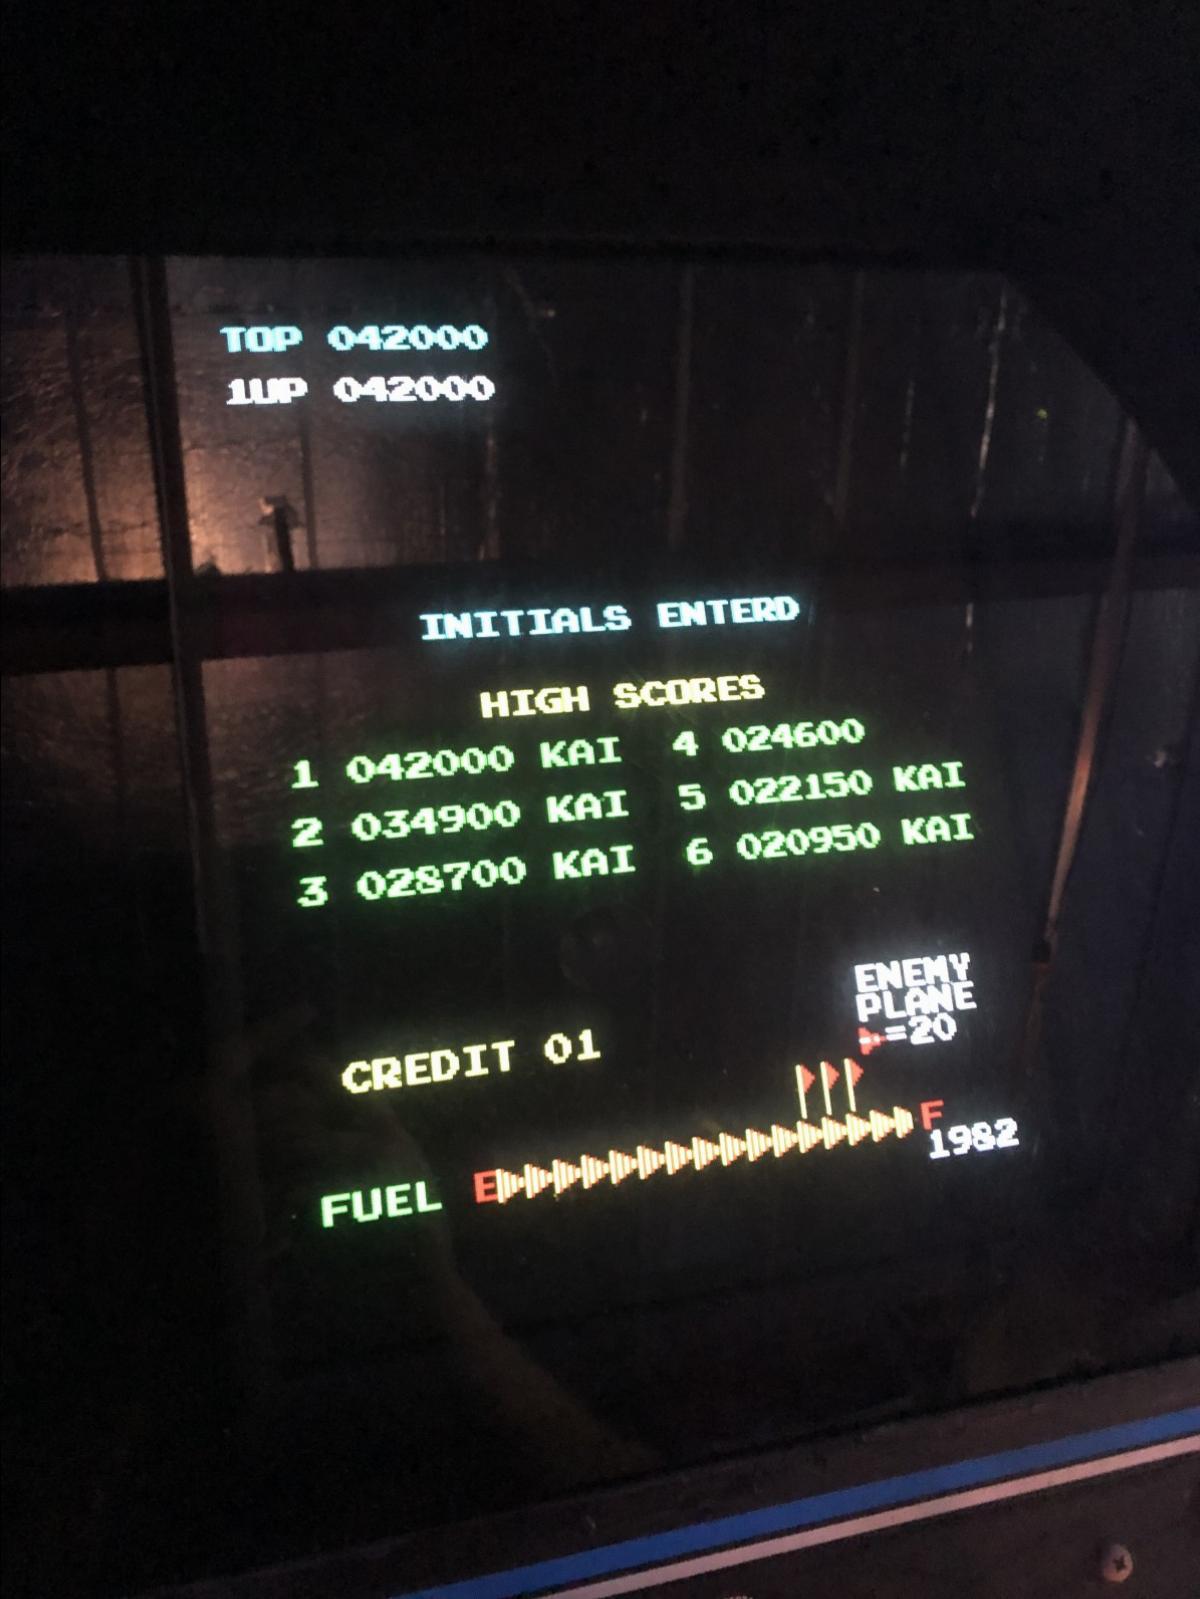 TOP 042000
1UP 042000
INITIALS ENTERD
HIGH SCORES
1 042000 KAI 4 024600
2 034900 KAI 5 022150 KAI
3 028700 KAI 6 020950 KAI
ENEMY
PLANE
=20
CREDIT 01
FUEL E F
1982